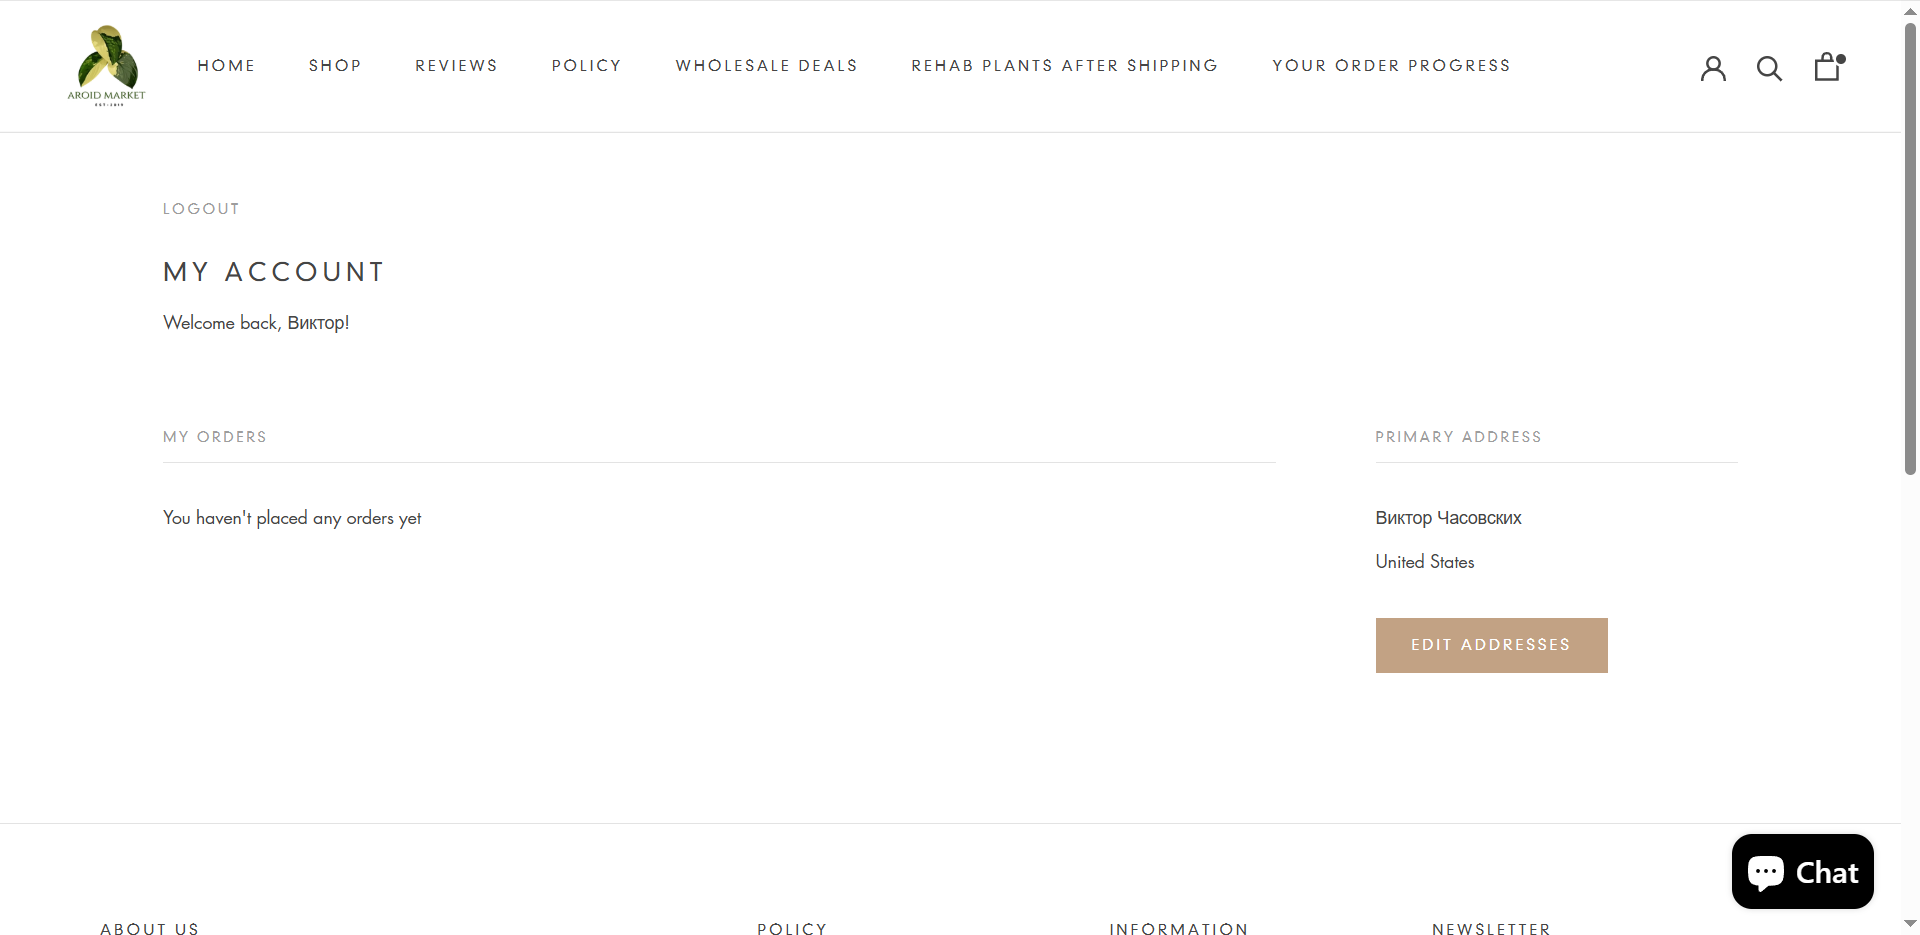 AROID MARKET
EST-2019
HOME
SHOP
REVIEWS
POLICY
WHOLESALE DEALS
REHAB PLANTS AFTER SHIPPING
YOUR ORDER PROGRESS
LOGOUT
MY ACCOUNT
Welcome back, Виктор!
MY ORDERS
You haven't placed any orders yet
PRIMARY ADDRESS
Виктор Часовских
United States
EDIT ADDRESSES
Chat
ABOUT US
POLICY
INFORMATION
NEWSLETTER